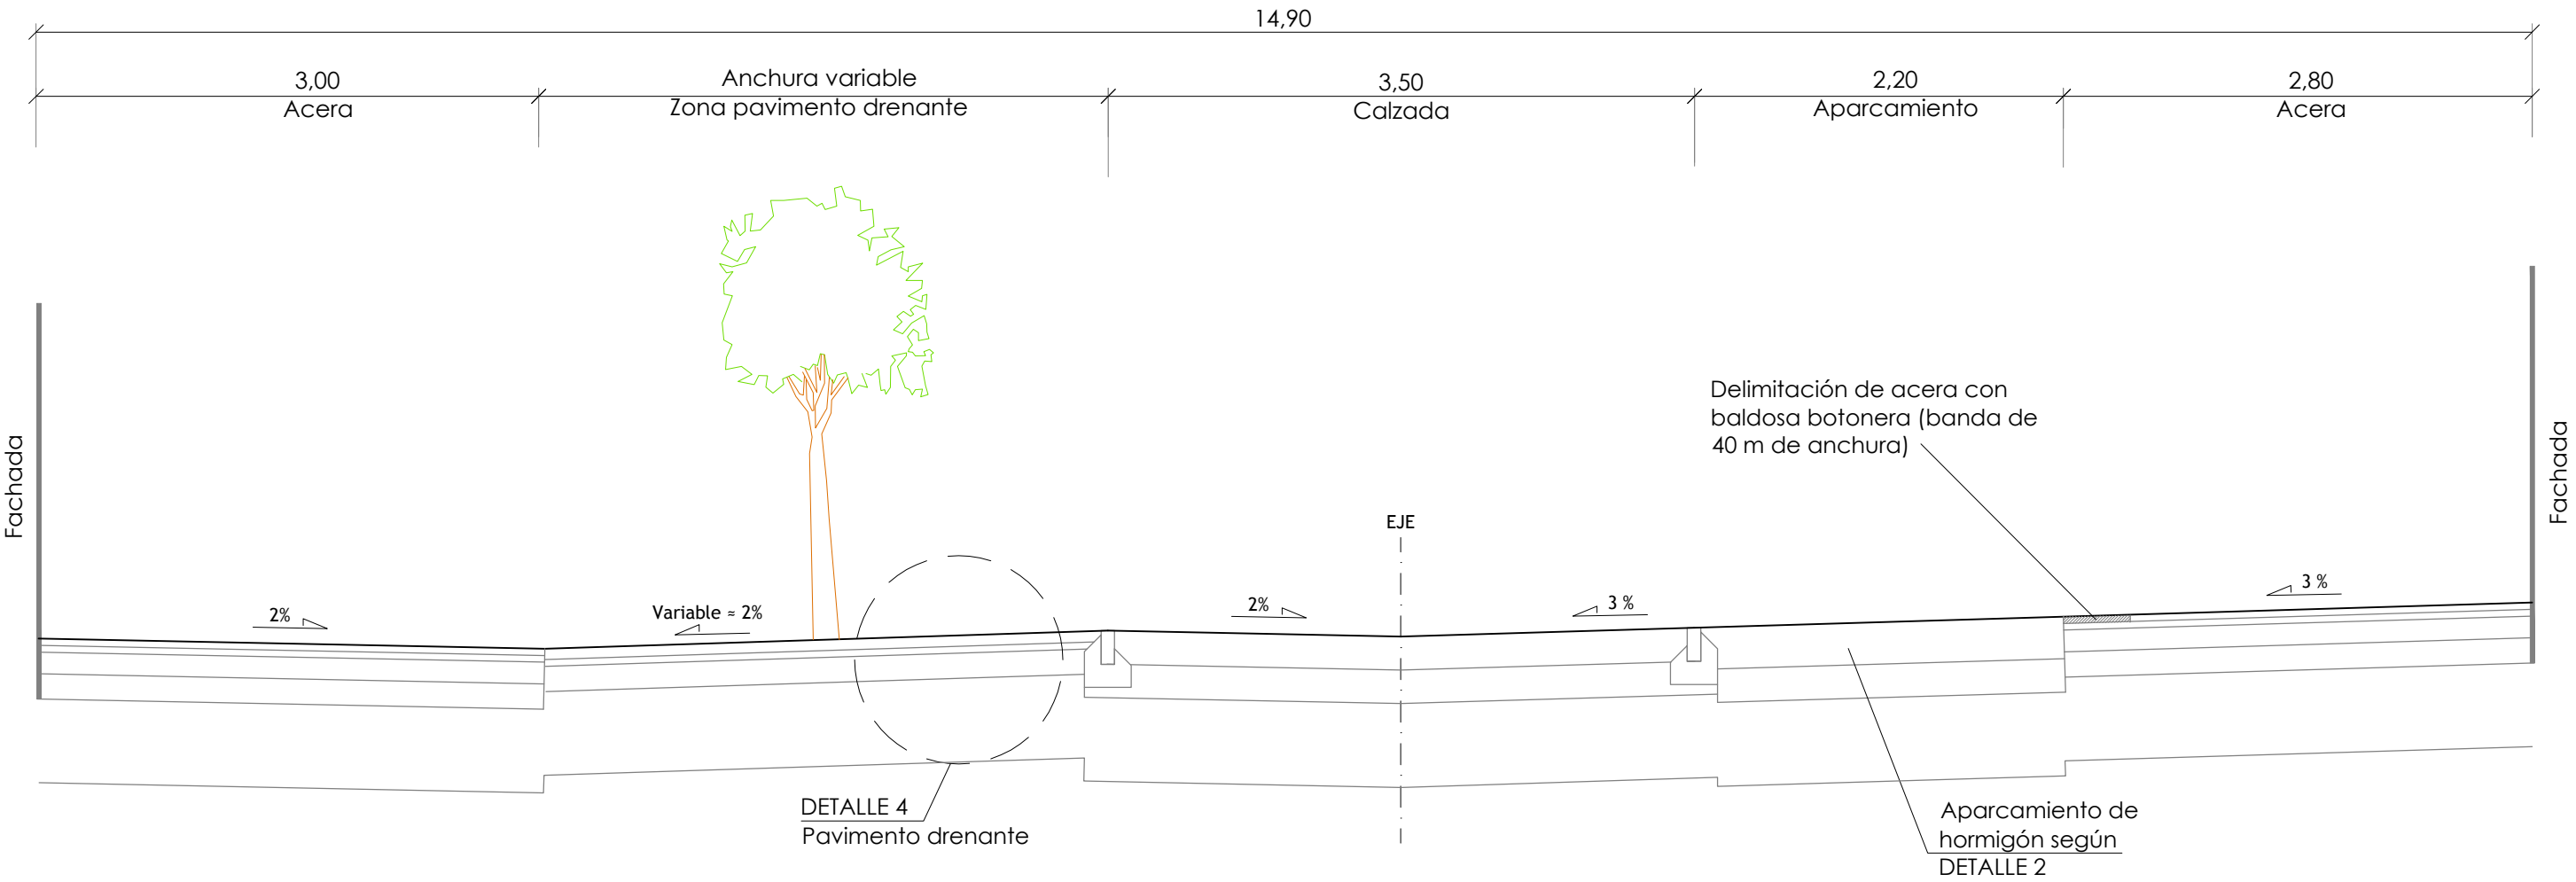 14,90
3,00
Acera
Anchura variable
Zona pavimento drenante
3,50
Calzada
2,20
Aparcamiento
2,80
Acera
Delimitación de acera con
baldosa botonera (banda de
40 m de anchura)
Fachada
Fachada
EJE
2%
Variable ≈ 2%
2%
3 %
3 %
DETALLE 4
Pavimento drenante
Aparcamiento de
hormigón según
DETALLE 2